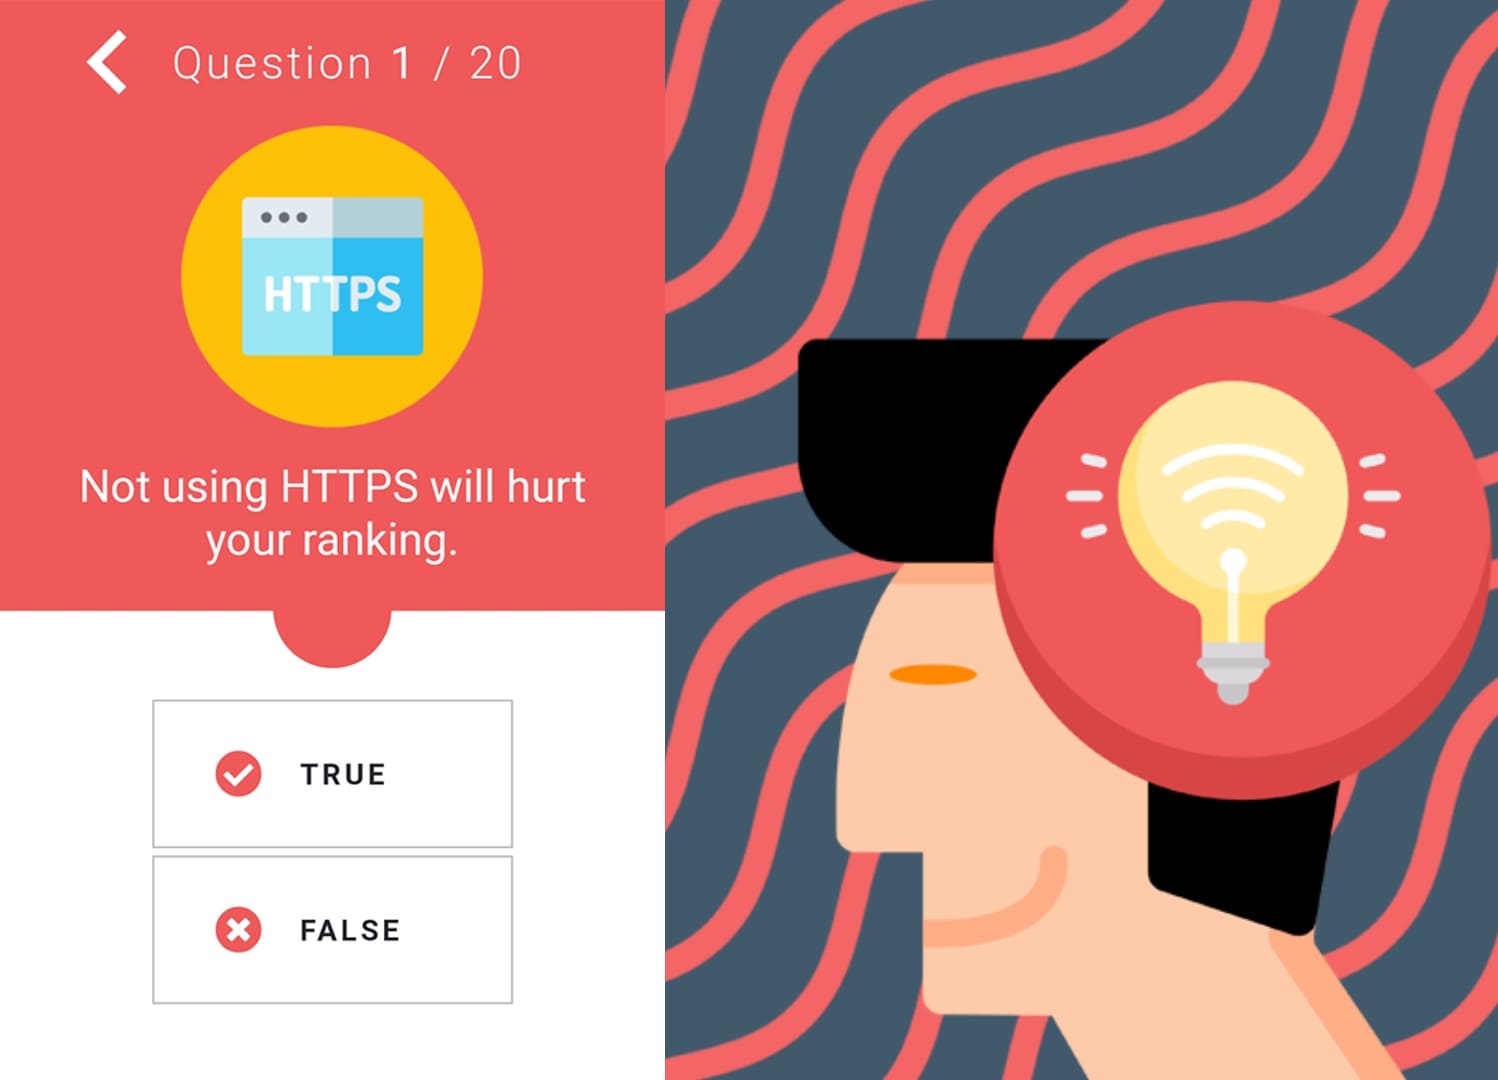 Question 1 / 20
HTTPS
Not using HTTPS will hurt
your ranking.
TRUE
FALSE